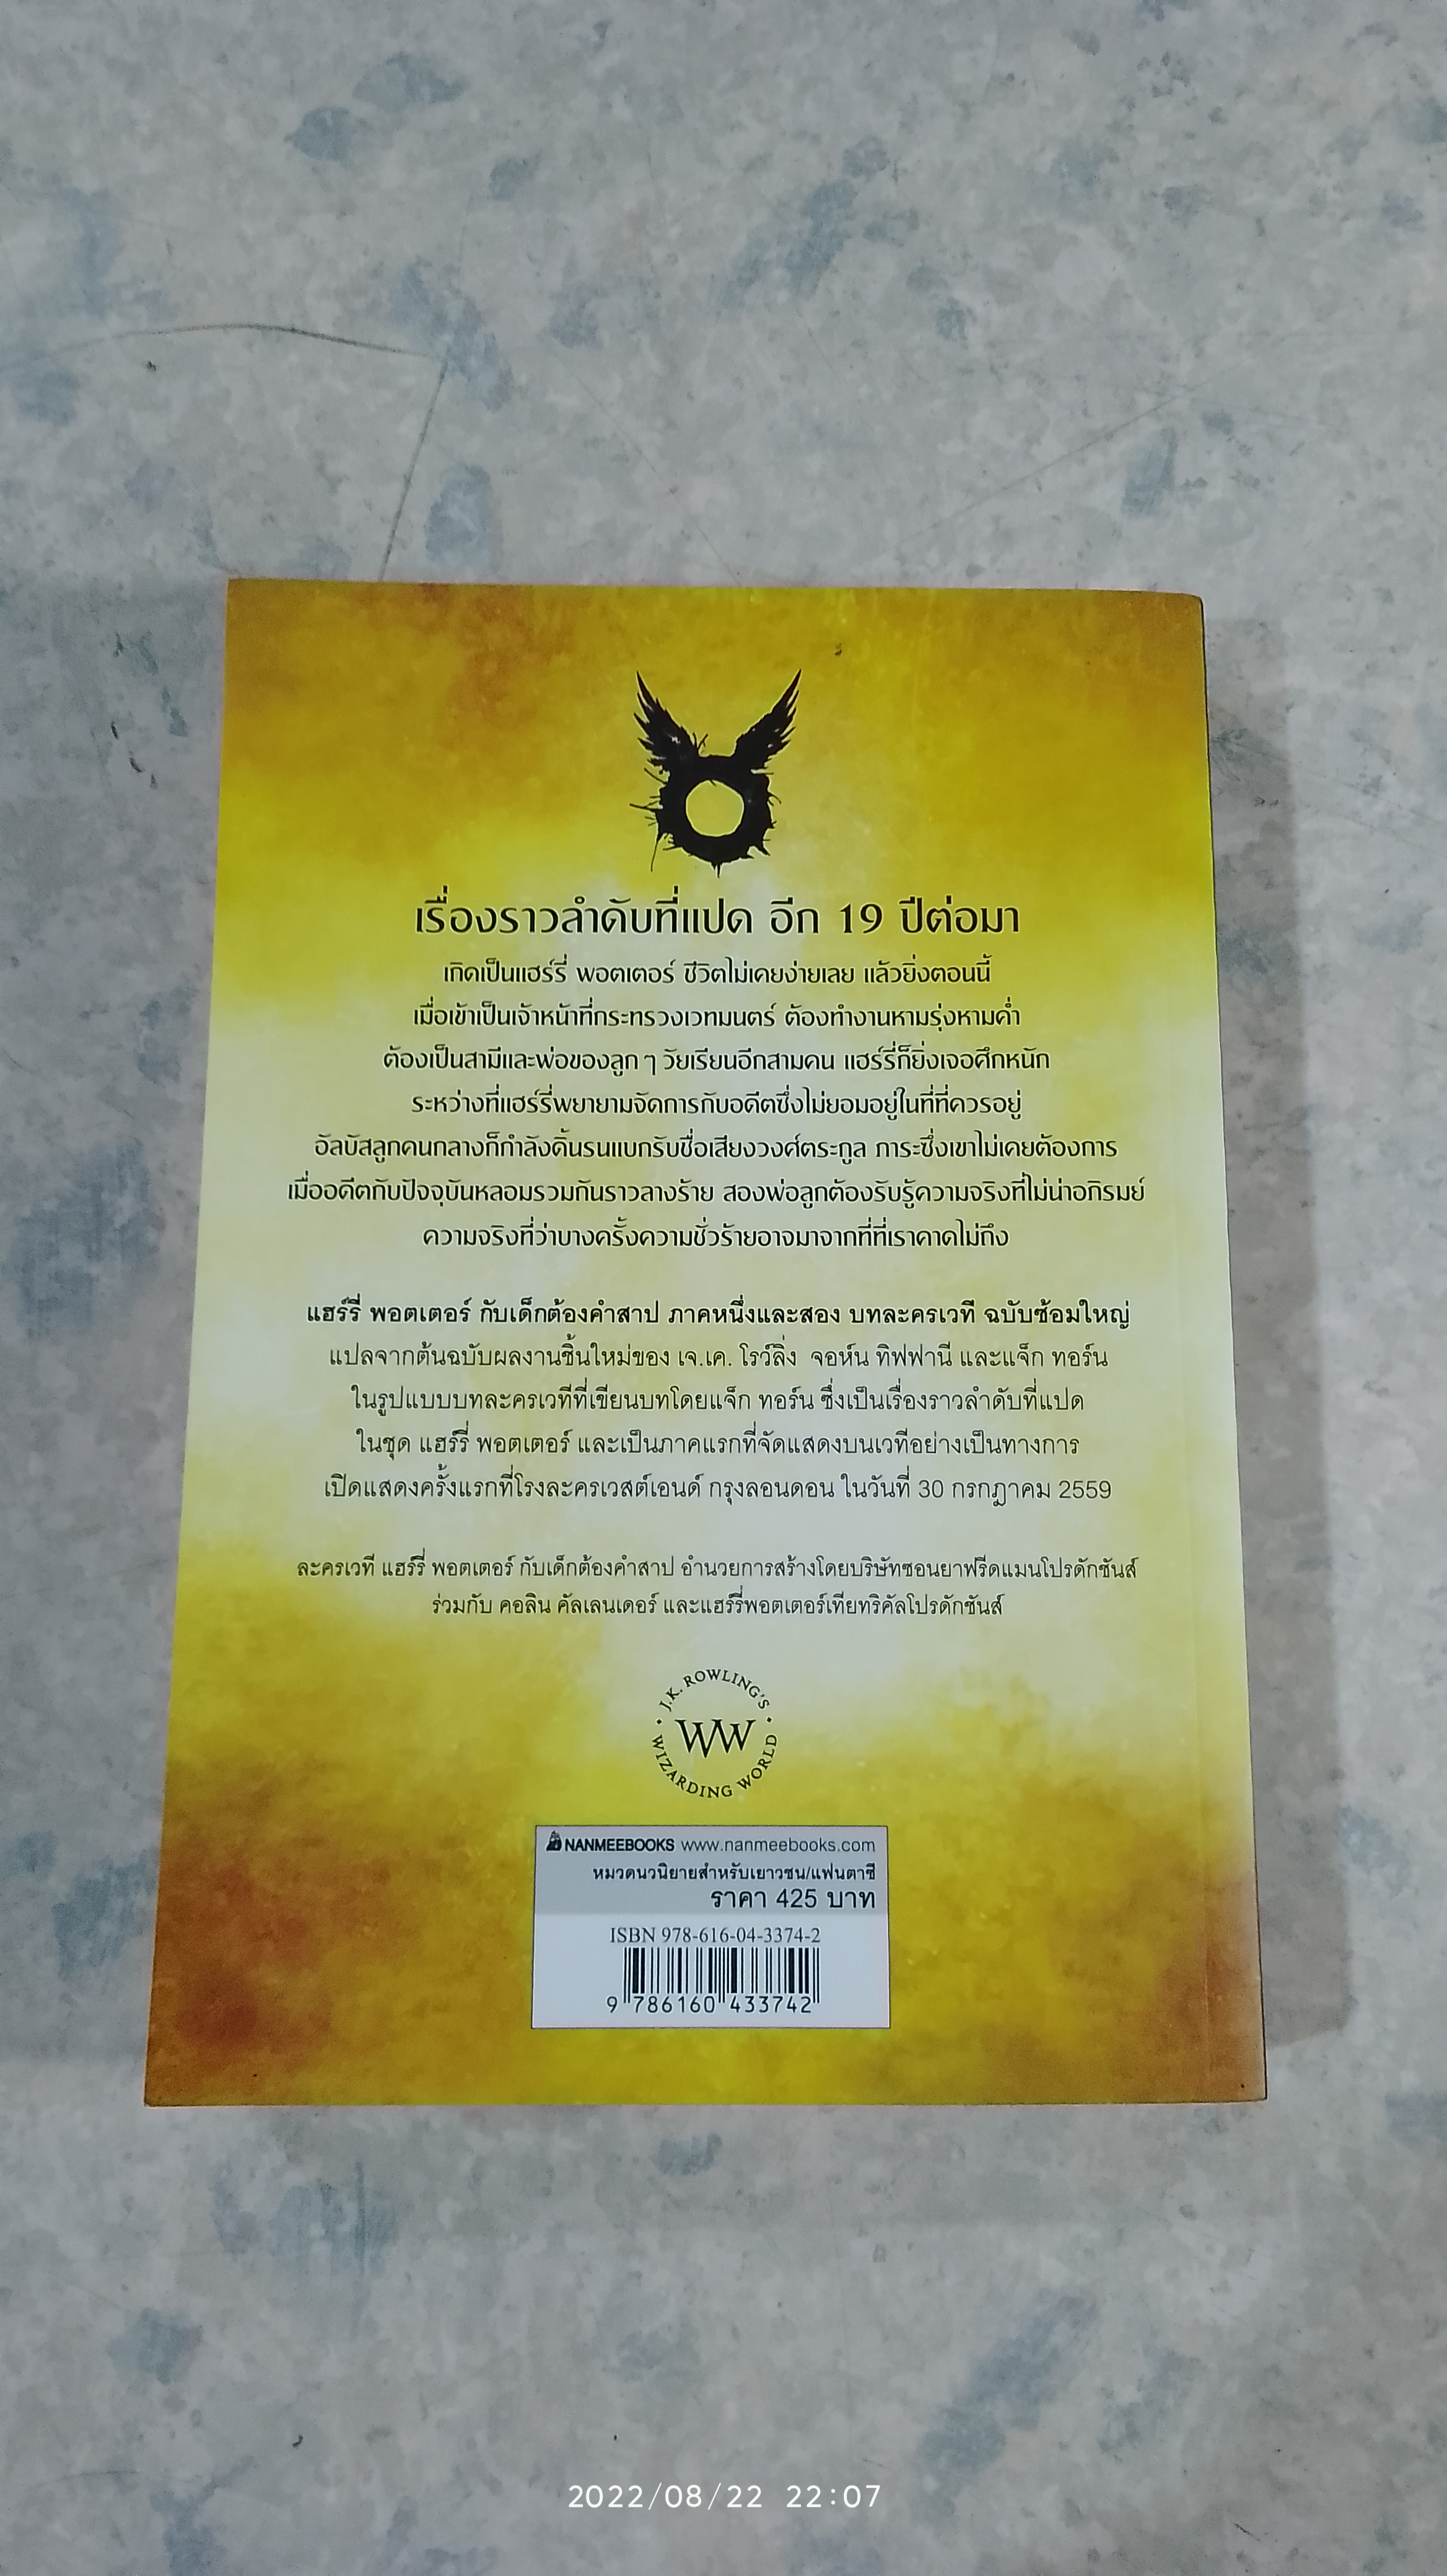 เรื่องราวลำดับที่แปด อีก 19 ปีต่อมา
เกิดเป็นแฮร์รี่ พอตเตอร์ ชีวิตไม่เคยง่ายเลย แล้วยิ่งตอนนี้
เมื่อเข้าเป็นเจ้าหน้าที่กระทรวงเวทมนตร์ ต้องทำงานหามรุ่งหามค่ำ
ต้องเป็นสามีและพ่อของลูก ๆ วัยเรียนอีกสามคน แฮร์รี่ก็ยิ่งเจอศึกหนัก
ระหว่างที่แฮร์รี่พยายามจัดการกับอดีตซึ่งไม่ยอมอยู่ในที่ที่ควรอยู่
อัลบัสลูกคนกลางก็กำลังดิ้นรนแบกรับชื่อเสียงวงศ์ตระกูล ภาระซึ่งเขาไม่เคยต้องการ
เมื่ออดีตกับปัจจุบันหลอมรวมกันราวลางร้าย สองพ่อลูกต้องรับรู้ความจริงที่ไม่น่าอภิรมย์
ความจริงที่ว่าบางครั้งความชั่วร้ายอาจมาจากที่ที่เราคาดไม่ถึง
แฮร์รี่ พอตเตอร์ กับเด็กต้องคำสาป ภาคหนึ่งและสอง บทละครเวที ฉบับซ้อมใหญ่
แปลจากต้นฉบับผลงานชิ้นใหม่ของ เจ.เค. โรว์ลิ่ง จอห์น ทิฟฟานี และแจ็ก ทอร์น
ในรูปแบบบทละครเวทีที่เขียนบทโดยแจ็ก ทอร์น ซึ่งเป็นเรื่องราวลำดับที่แปด
ในชุด แฮร์รี่ พอตเตอร์ และเป็นภาคแรกที่จัดแสดงบนเวทีอย่างเป็นทางการ
เปิดแสดงครั้งแรกที่โรงละครเวสต์เอนด์ กรุงลอนดอน ในวันที่ 30 กรกฎาคม 2559
ละครเวที แฮร์รี่ พอตเตอร์ กับเด็กต้องคำสาป อำนวยการสร้างโดยบริษัทซอนยาฟรีดแมนโปรดักชันส์
ร่วมกับ คอลิน คัลเลนเดอร์ และแฮร์รี่พอตเตอร์เทียทริคัลโปรดักชันส์
J.K. ROWLING'S
WW
WIZARDING WORLD
NANMEEBOOKS www.nanmeebooks.com
หมวดนวนิยายสำหรับเยาวชน/แฟนตาซี
ราคา 425 บาท
ISBN 978-616-04-3374-2
9 786160 433742
2022/08/22 22:07